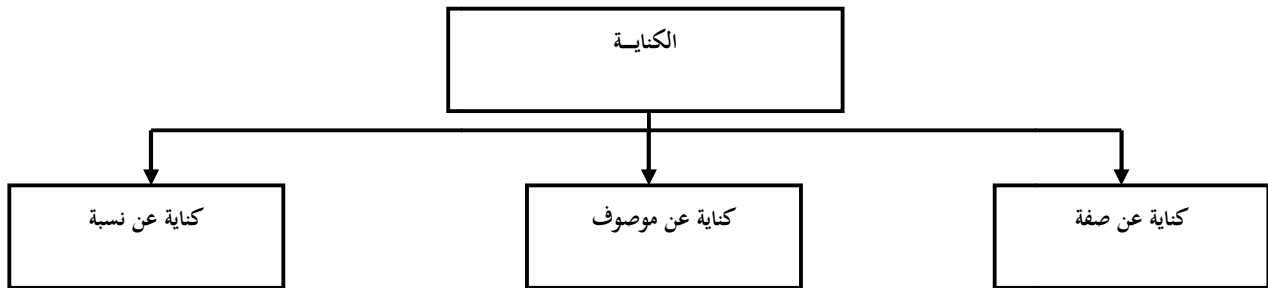 الكنايــة
كناية عن صفة
كناية عن موصوف
كناية عن نسبة